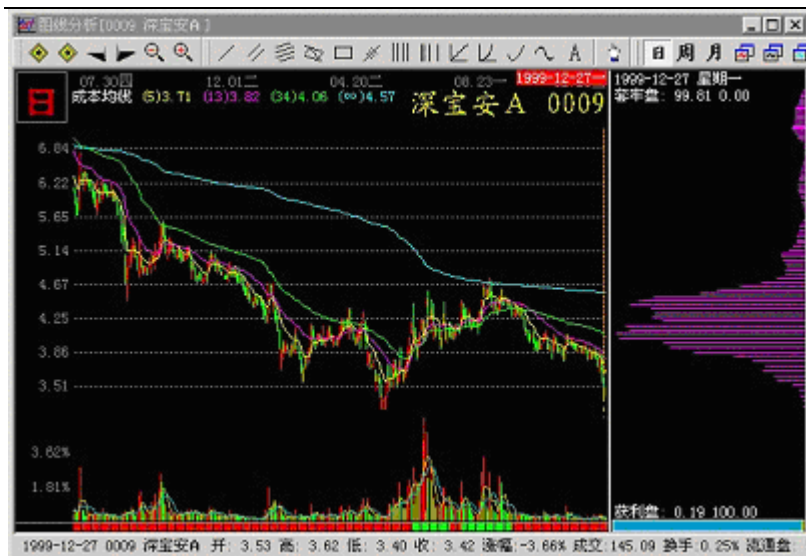 图线分析[0009 深宝安A]
A 日 周 月
日
07.30四 12.01二 04.20二 08.23一 1999-12-27一
成本均线 (5)3.71 (13)3.82 (34)4.06 (∞)4.57
深宝安A 0009
1999-12-27 星期一
套牢盘: 99.81 0.00
6.84
6.22
5.65
5.14
4.67
4.25
3.86
3.51
3.62%
1.81%
获利盘: 0.19 100.00
1999-12-27 0009 深宝安A 开: 3.53 高: 3.62 低: 3.40 收: 3.42 涨幅:-3.66% 成交:145.09 换手:0.25% 流通盘: